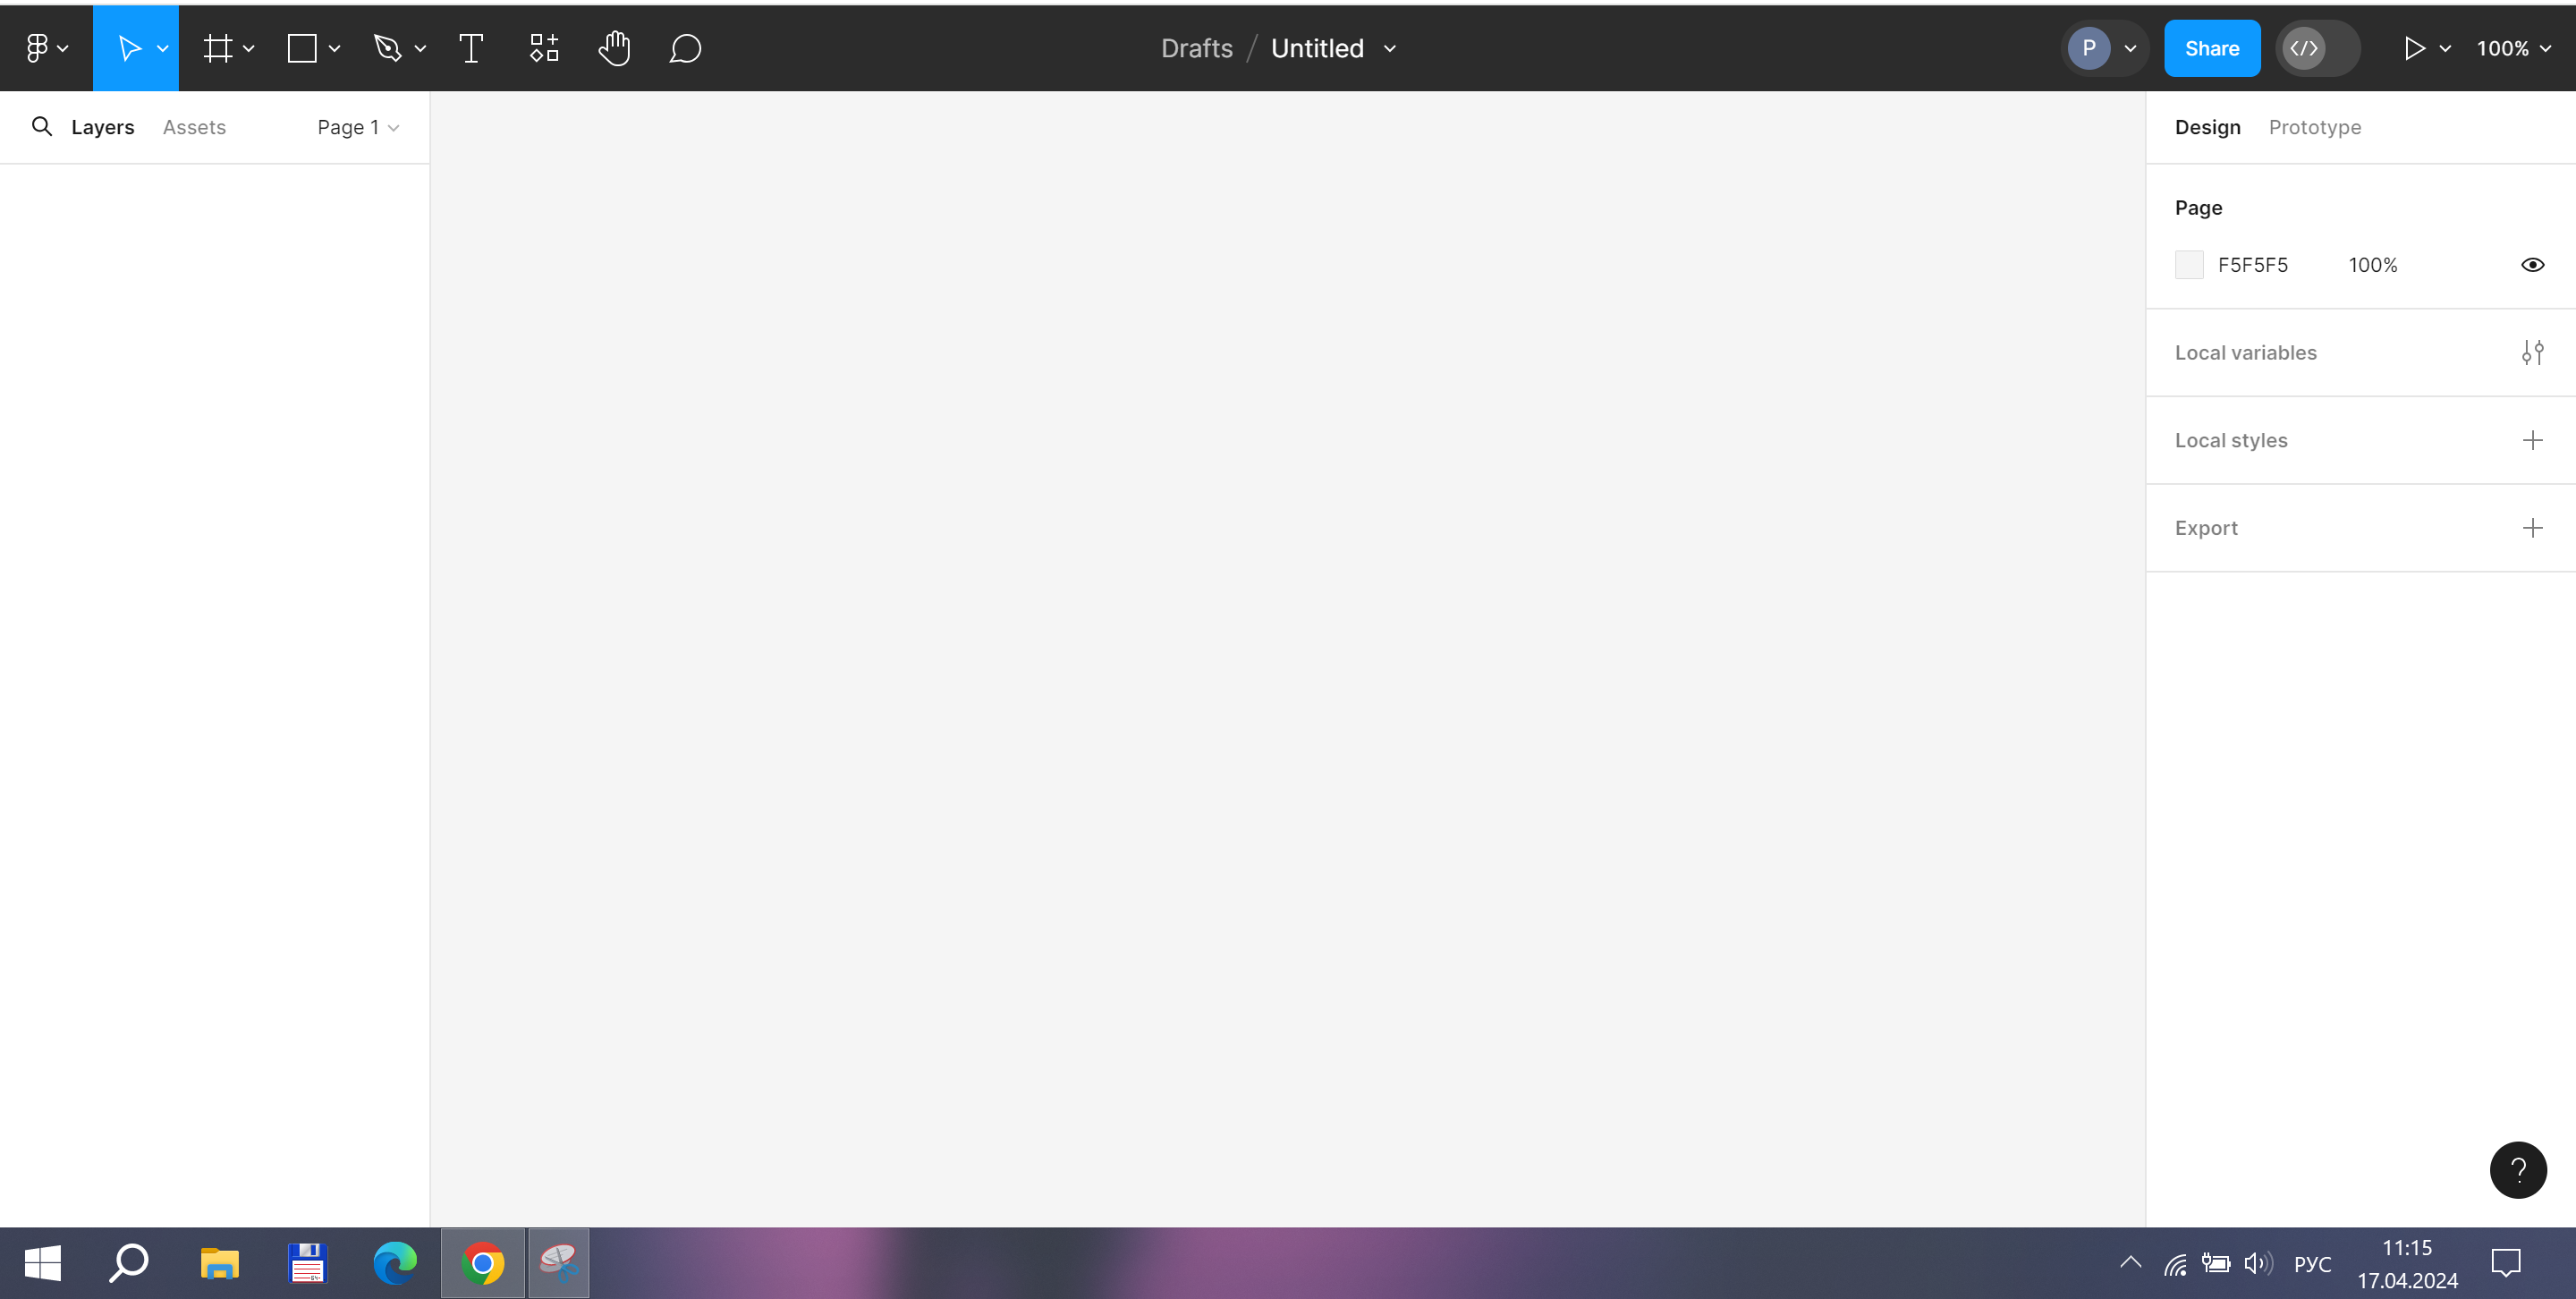 Drafts / Untitled
P
Share
100%
Layers Assets Page 1
Design Prototype
Page
F5F5F5 100%
Local variables
Local styles
Export
?
РУС
11:15
17.04.2024